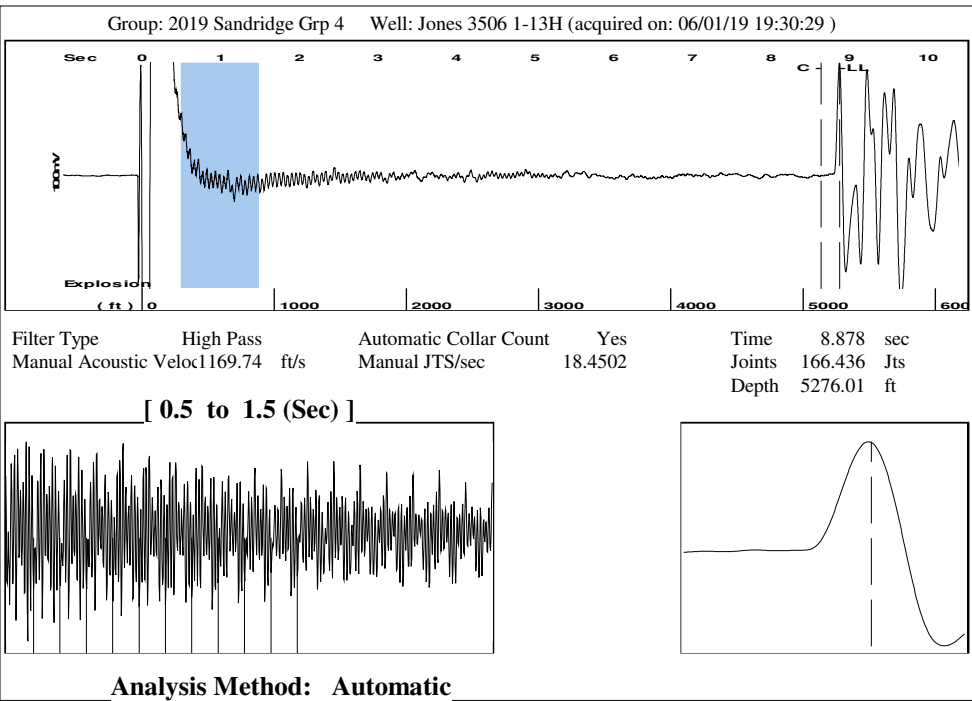 Group: 2019 Sandridge Grp 4 Well: Jones 3506 1-13H (acquired on: 06/01/19 19:30:29 )
Sec 0 1 2 3 4 5 6 7 8 9 10
C LL
100mV
Explosion
( ft ) 0 1000 2000 3000 4000 5000 600
Filter Type High Pass Automatic Collar Count Yes Time 8.878 sec
Manual Acoustic Veloc1169.74 ft/s Manual JTS/sec 18.4502 Joints 166.436 Jts
Depth 5276.01 ft
[ 0.5 to 1.5 (Sec) ]
Analysis Method: Automatic